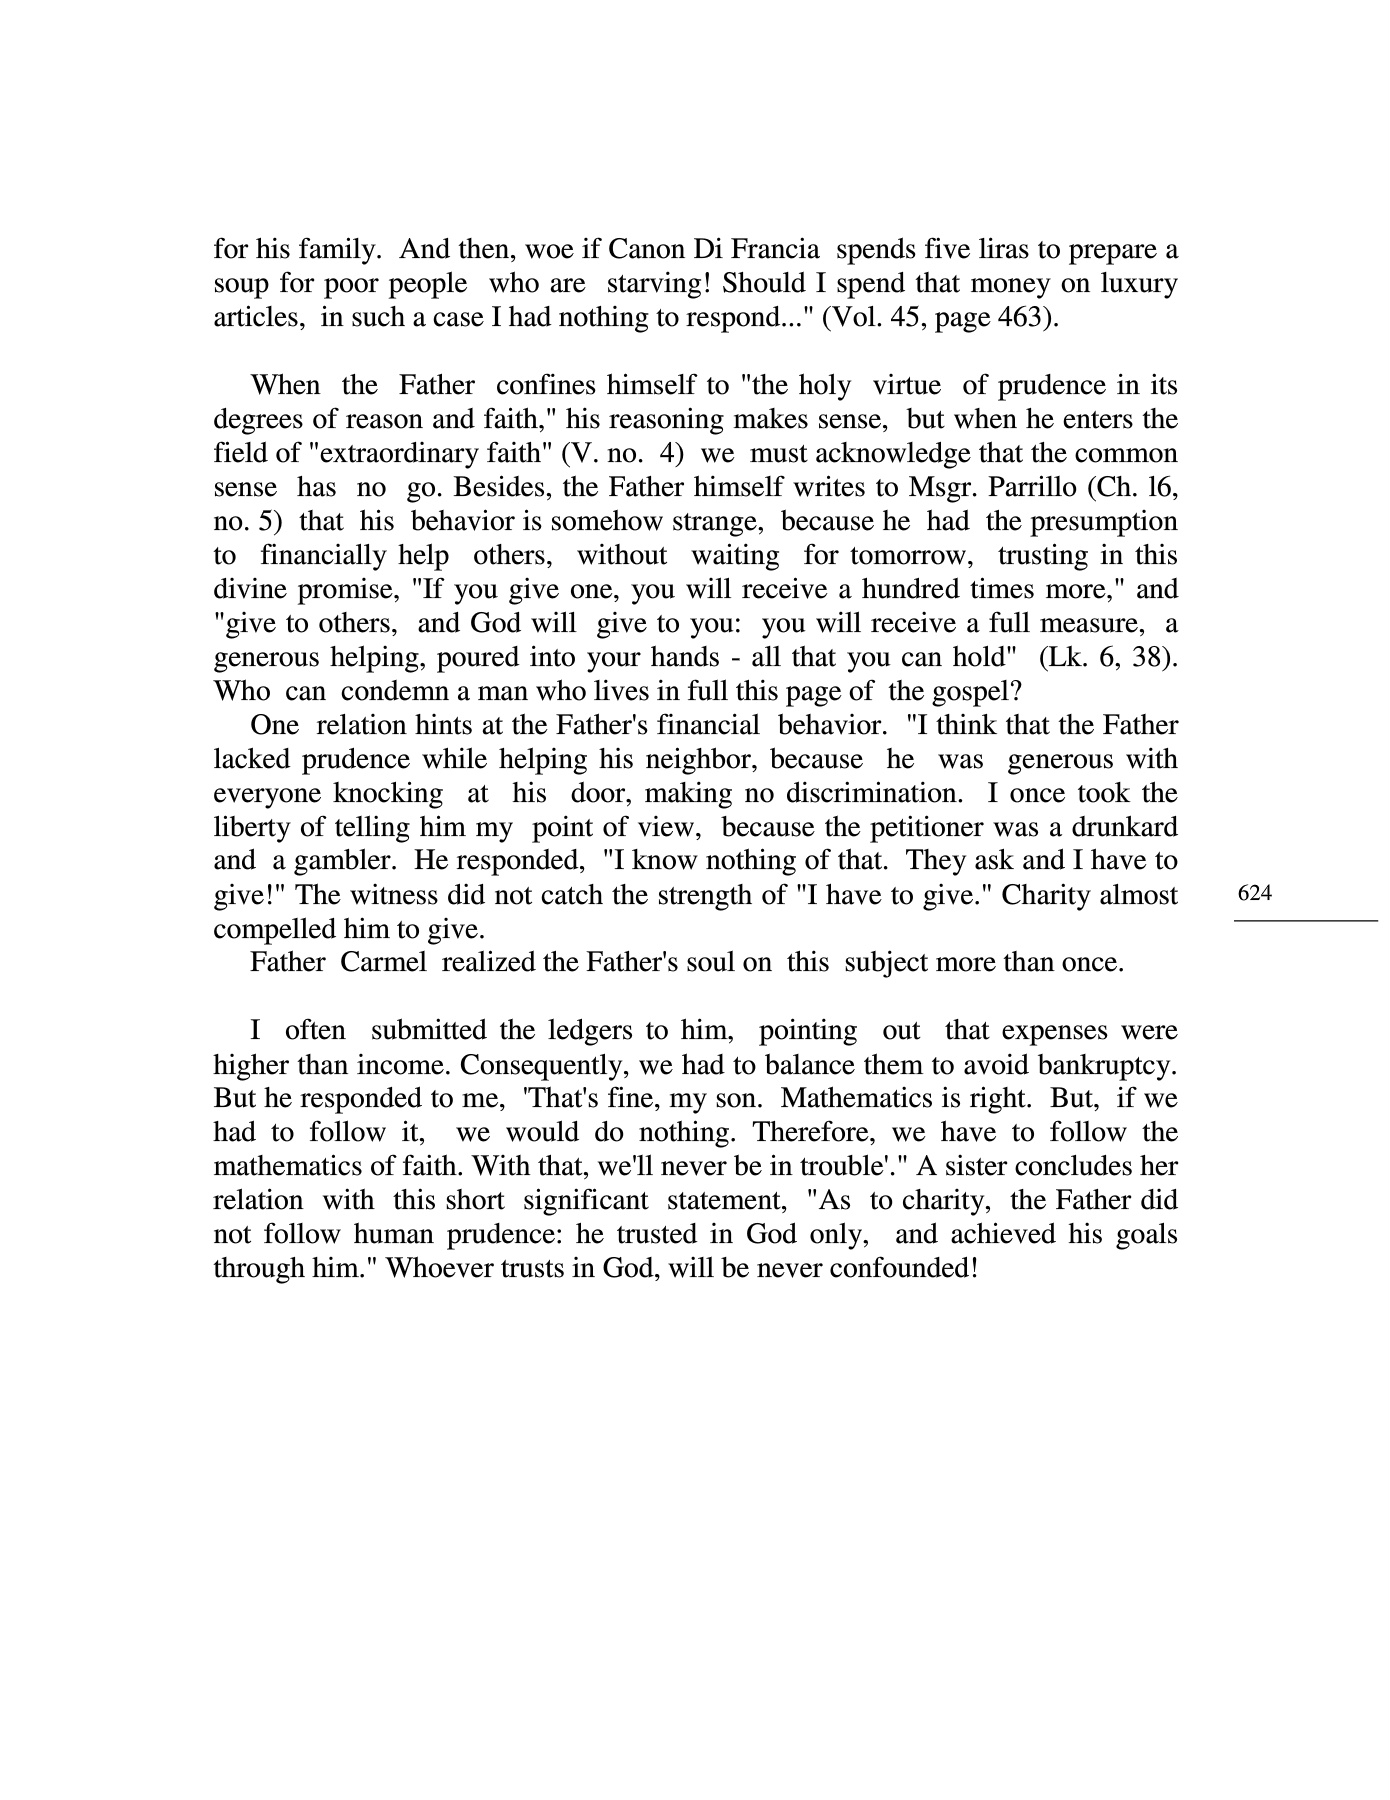 for his family. And then, woe if Canon Di Francia spends five liras to prepare a
soup for poor people who are starving! Should I spend that money on luxury
articles, in such a case I had nothing to respond..." (Vol. 45, page 463).
When the Father confines himself to "the holy virtue of prudence in its
degrees of reason and faith," his reasoning makes sense, but when he enters the
field of "extraordinary faith" (V. no. 4) we must acknowledge that the common
sense has no go. Besides, the Father himself writes to Msgr. Parrillo (Ch. l6,
no. 5) that his behavior is somehow strange, because he had the presumption
to financially help others, without waiting for tomorrow, trusting in this
divine promise, "If you give one, you will receive a hundred times more," and
"give to others, and God will give to you: you will receive a full measure, a
generous helping, poured into your hands - all that you can hold" (Lk. 6, 38).
Who can condemn a man who lives in full this page of the gospel?
One relation hints at the Father's financial behavior. "I think that the Father
lacked prudence while helping his neighbor, because he was generous with
everyone knocking at his door, making no discrimination. I once took the
liberty of telling him my point of view, because the petitioner was a drunkard
and a gambler. He responded, "I know nothing of that. They ask and I have to
give!" The witness did not catch the strength of "I have to give." Charity almost
compelled him to give.
624
Father Carmel realized the Father's soul on this subject more than once.
I often submitted the ledgers to him, pointing out that expenses were
higher than income. Consequently, we had to balance them to avoid bankruptcy.
But he responded to me, 'That's fine, my son. Mathematics is right. But, if we
had to follow it, we would do nothing. Therefore, we have to follow the
mathematics of faith. With that, we'll never be in trouble'." A sister concludes her
relation with this short significant statement, "As to charity, the Father did
not follow human prudence: he trusted in God only, and achieved his goals
through him." Whoever trusts in God, will be never confounded!